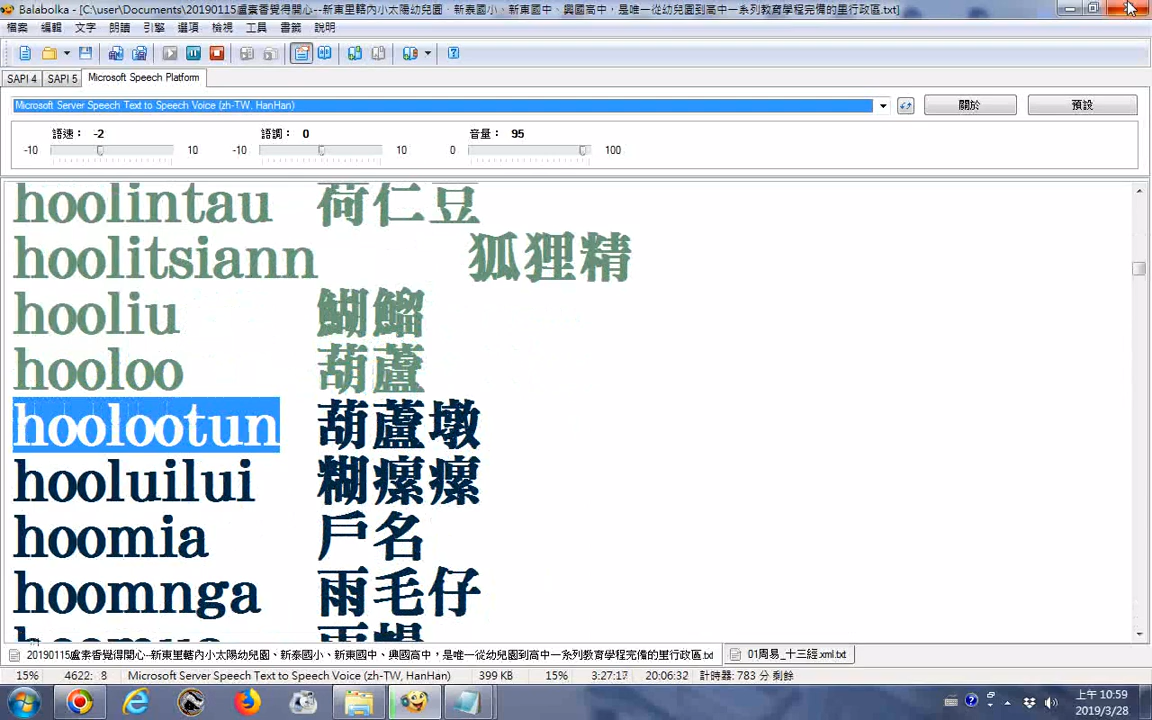 Balabolka - [C:\user\Documents\20190115盧素香覺得開心--新東里轄內小太陽幼兒園、新泰國小、新東國中、興國高中，是唯一從幼兒園到高中一系列教育學程完備的里行政區.txt]
檔案 編輯 文字 朗讀 引擎 選項 檢視 工具 書籤 說明
SAPI 4 SAPI 5 Microsoft Speech Platform
Microsoft Server Speech Text to Speech Voice (zh-TW, HanHan) 關於 預設
語速： -2 語調： 0 音量： 95
-10 10 -10 10 0 100
hoolintau 荷仁豆
hoolitsiann 狐狸精
hooliu 鰗鰡
hooloo 葫蘆
hoolootun 葫蘆墩
hooluilui 糊瘰瘰
hoomia 戶名
hoomnga 雨毛仔
20190115盧素香覺得開心--新東里轄內小太陽幼兒園、新泰國小、新東國中、興國高中，是唯一從幼兒園到高中一系列教育學程完備的里行政區.txt 01周易_十三經.xml.txt
15% 4622: 8 Microsoft Server Speech Text to Speech Voice (zh-TW, HanHan) 399 KB 15% 3:27:17 20:06:32 計時器: 783 分 剩餘
上午 10:59
2019/3/28